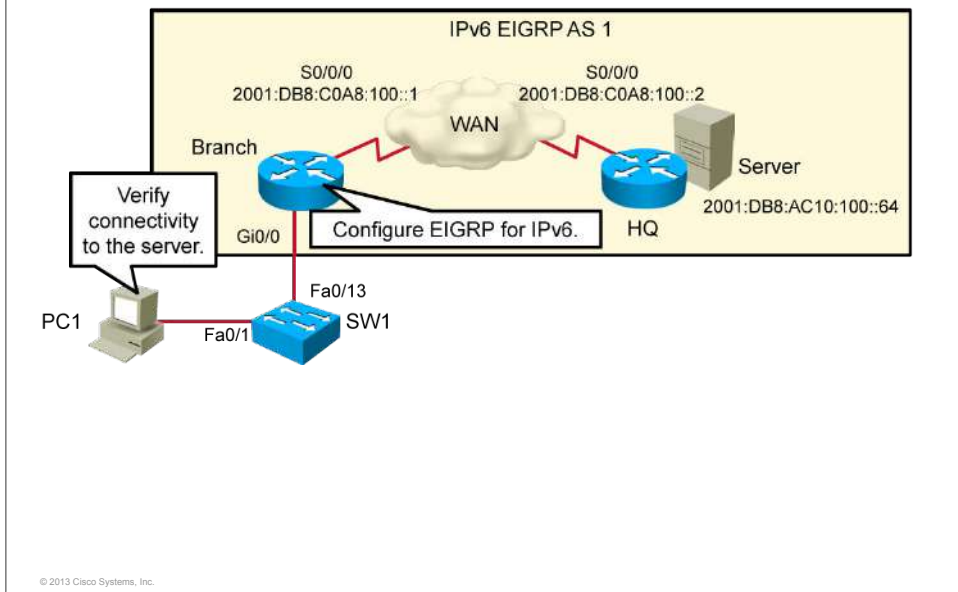 IPv6 EIGRP AS 1
S0/0/0
2001:DB8:C0A8:100::1
S0/0/0
2001:DB8:C0A8:100::2
WAN
Branch
Server
2001:DB8:AC10:100::64
HQ
Verify
connectivity
to the server.
Configure EIGRP for IPv6.
Gi0/0
Fa0/13
PC1
Fa0/1
SW1
© 2013 Cisco Systems, Inc.